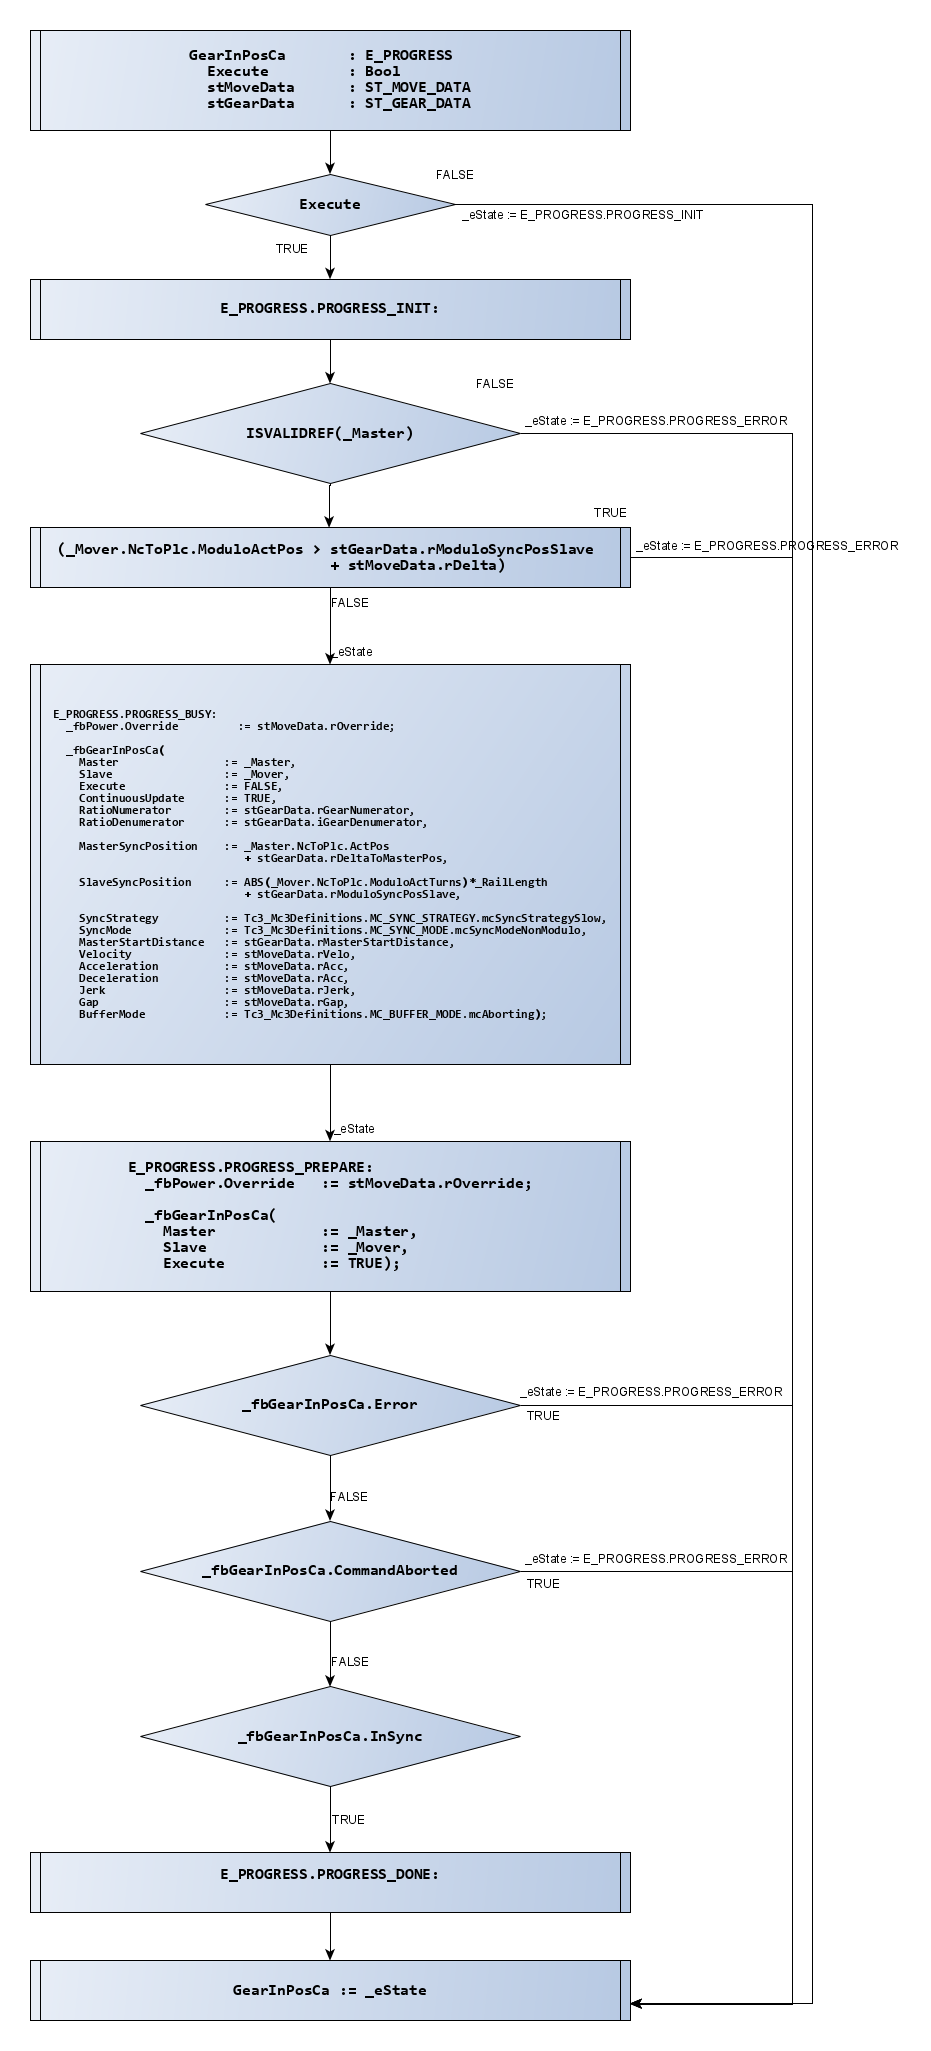 GearInPosCa : E_PROGRESS
Execute : Bool
stMoveData : ST_MOVE_DATA
stGearData : ST_GEAR_DATA
FALSE
Execute
_eState := E_PROGRESS.PROGRESS_INIT
TRUE
E_PROGRESS.PROGRESS_INIT:
FALSE
_eState := E_PROGRESS.PROGRESS_ERROR
ISVALIDREF(_Master)
TRUE
_eState := E_PROGRESS.PROGRESS_ERROR
(_Mover.NcToPlc.ModuloActPos > stGearData.rModuloSyncPosSlave
+ stMoveData.rDelta)
FALSE
_eState
E_PROGRESS.PROGRESS_BUSY:
_fbPower.Override := stMoveData.rOverride;
_fbGearInPosCa(
Master := _Master,
Slave := _Mover,
Execute := FALSE,
ContinuousUpdate := TRUE,
RatioNumerator := stGearData.rGearNumerator,
RatioDenumerator := stGearData.iGearDenumerator,
MasterSyncPosition := _Master.NcToPlc.ActPos
+ stGearData.rDeltaToMasterPos,
SlaveSyncPosition := ABS(_Mover.NcToPlc.ModuloActTurns)*_RailLength
+ stGearData.rModuloSyncPosSlave,
SyncStrategy := Tc3_Mc3Definitions.MC_SYNC_STRATEGY.mcSyncStrategySlow,
SyncMode := Tc3_Mc3Definitions.MC_SYNC_MODE.mcSyncModeNonModulo,
MasterStartDistance := stGearData.rMasterStartDistance,
Velocity := stMoveData.rVelo,
Acceleration := stMoveData.rAcc,
Deceleration := stMoveData.rAcc,
Jerk := stMoveData.rJerk,
Gap := stMoveData.rGap,
BufferMode := Tc3_Mc3Definitions.MC_BUFFER_MODE.mcAborting);
_eState
E_PROGRESS.PROGRESS_PREPARE:
_fbPower.Override := stMoveData.rOverride;
_fbGearInPosCa(
Master := _Master,
Slave := _Mover,
Execute := TRUE);
_eState := E_PROGRESS.PROGRESS_ERROR
_fbGearInPosCa.Error
TRUE
FALSE
_eState := E_PROGRESS.PROGRESS_ERROR
_fbGearInPosCa.CommandAborted
TRUE
FALSE
_fbGearInPosCa.InSync
TRUE
E_PROGRESS.PROGRESS_DONE:
GearInPosCa := _eState